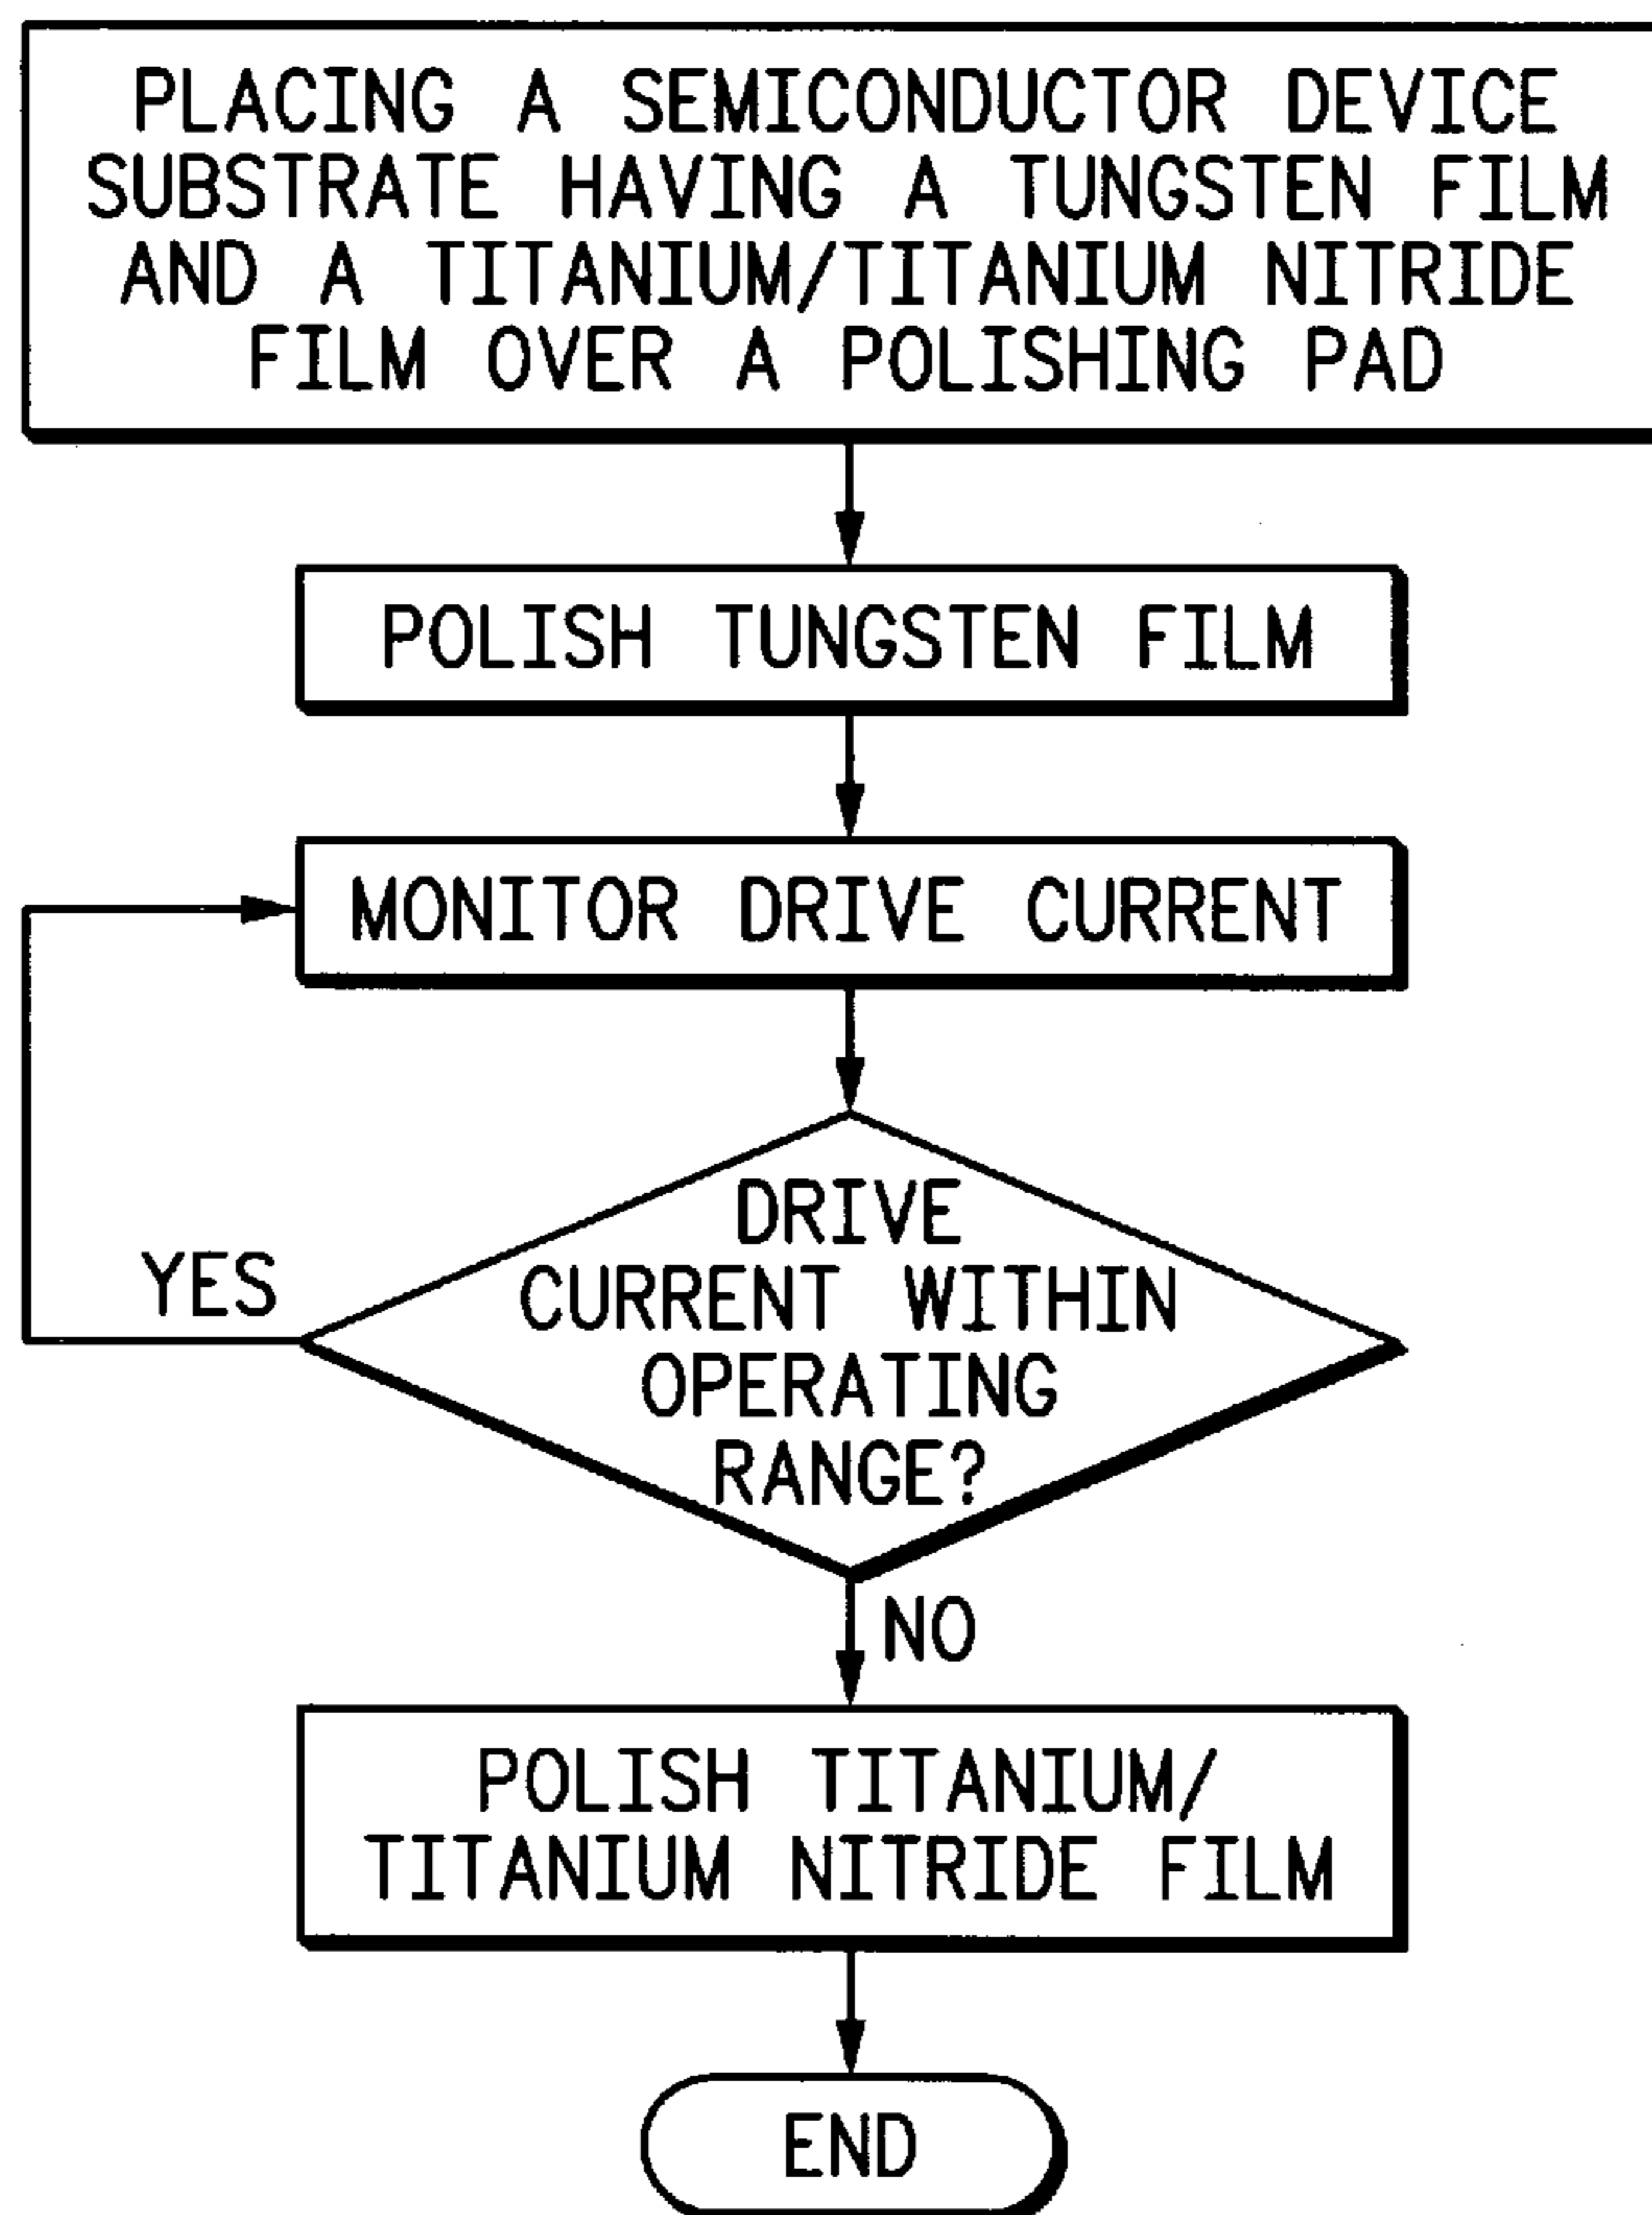 PLACING A SEMICONDUCTOR DEVICE
SUBSTRATE HAVING A TUNGSTEN FILM
AND A TITANIUM/TITANIUM NITRIDE
FILM OVER A POLISHING PAD
POLISH TUNGSTEN FILM
MONITOR DRIVE CURRENT
DRIVE
CURRENT WITHIN
OPERATING
RANGE?
YES
NO
POLISH TITANIUM/
TITANIUM NITRIDE FILM
END